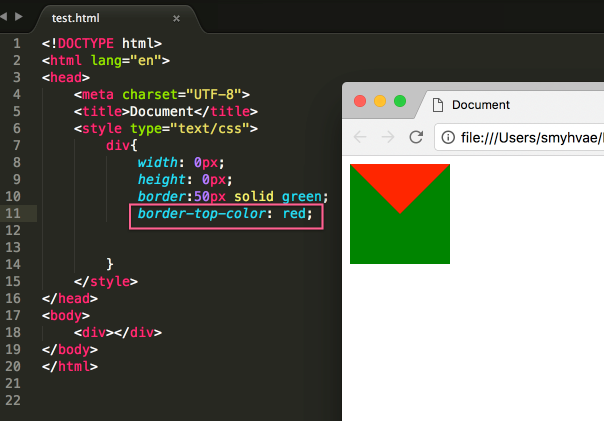 test.html
1 <!DOCTYPE html>
2 <html lang="en">
3 <head>
4 <meta charset="UTF-8">
5 <title>Document</title>
6 <style type="text/css">
7 div{
8 width: 0px;
9 height: 0px;
10 border:50px solid green;
11 border-top-color: red;
12
13
14 }
15 </style>
16 </head>
17 <body>
18 <div></div>
19 </body>
20 </html>
21
22
Document
file:///Users/smyhvae/